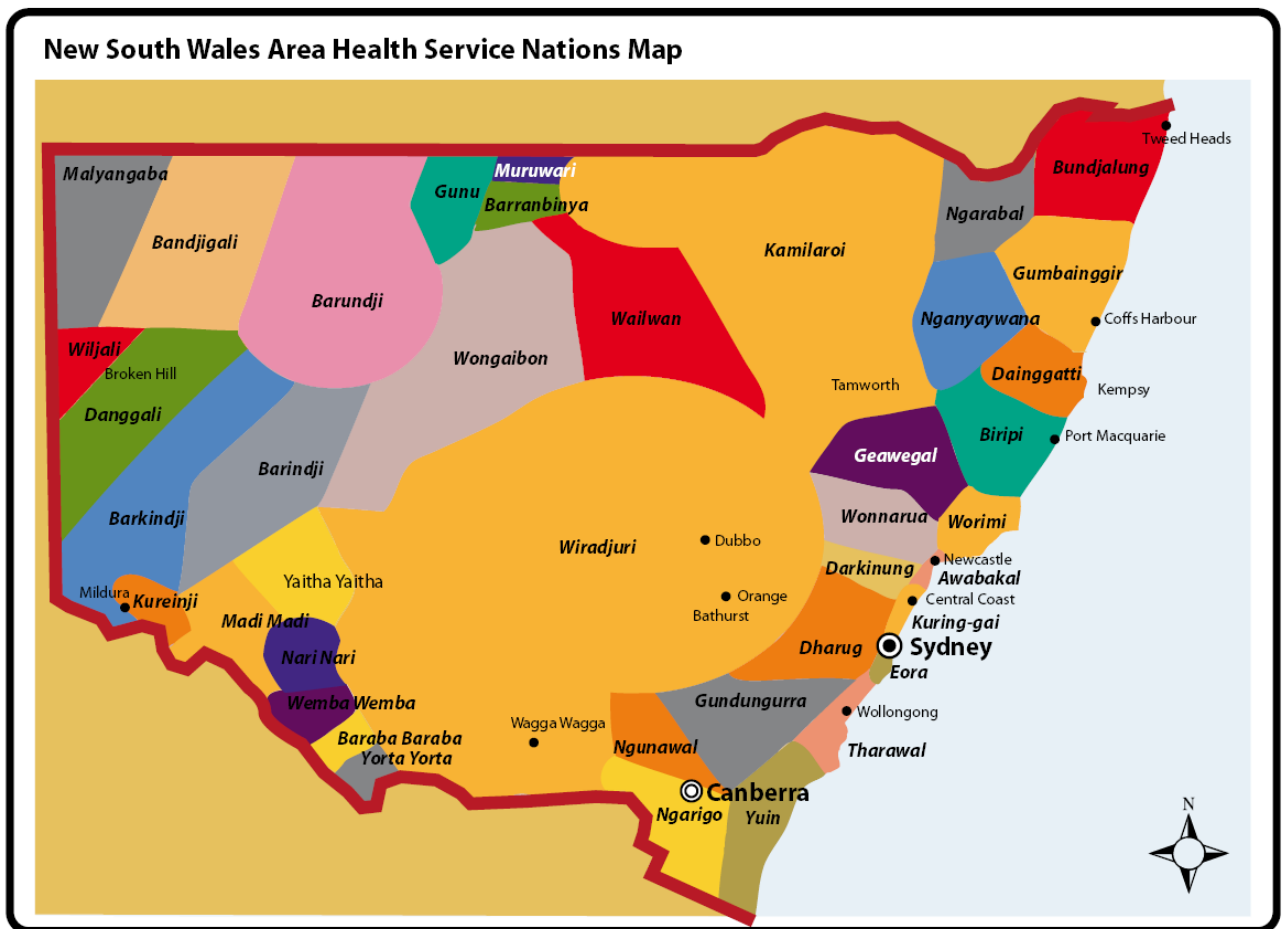 New South Wales Area Health Service Nations Map
Tweed Heads
Malyangaba
Muruwari
Bundjalung
Gunu
Barranbinya
Ngarabal
Bandjigali
Kamilaroi
Gumbainggir
Barundji
Wailwan
Nganyaywana
Coffs Harbour
Wiljali
Wongaibon
Broken Hill
Dainggatti
Tamworth
Kempsy
Danggali
Biripi
Port Macquarie
Geawegal
Barindji
Barkindji
Wonnarua
Worimi
Wiradjuri
Dubbo
Newcastle
Darkinung
Awabakal
Yaitha Yaitha
Mildura
Kureinji
Orange
Central Coast
Bathurst
Madi Madi
Kuring-gai
Dharug
Sydney
Nari Nari
Eora
Wemba Wemba
Gundungurra
Wollongong
Wagga Wagga
Baraba Baraba
Ngunawal
Tharawal
Yorta Yorta
Canberra
Ngarigo
Yuin
N